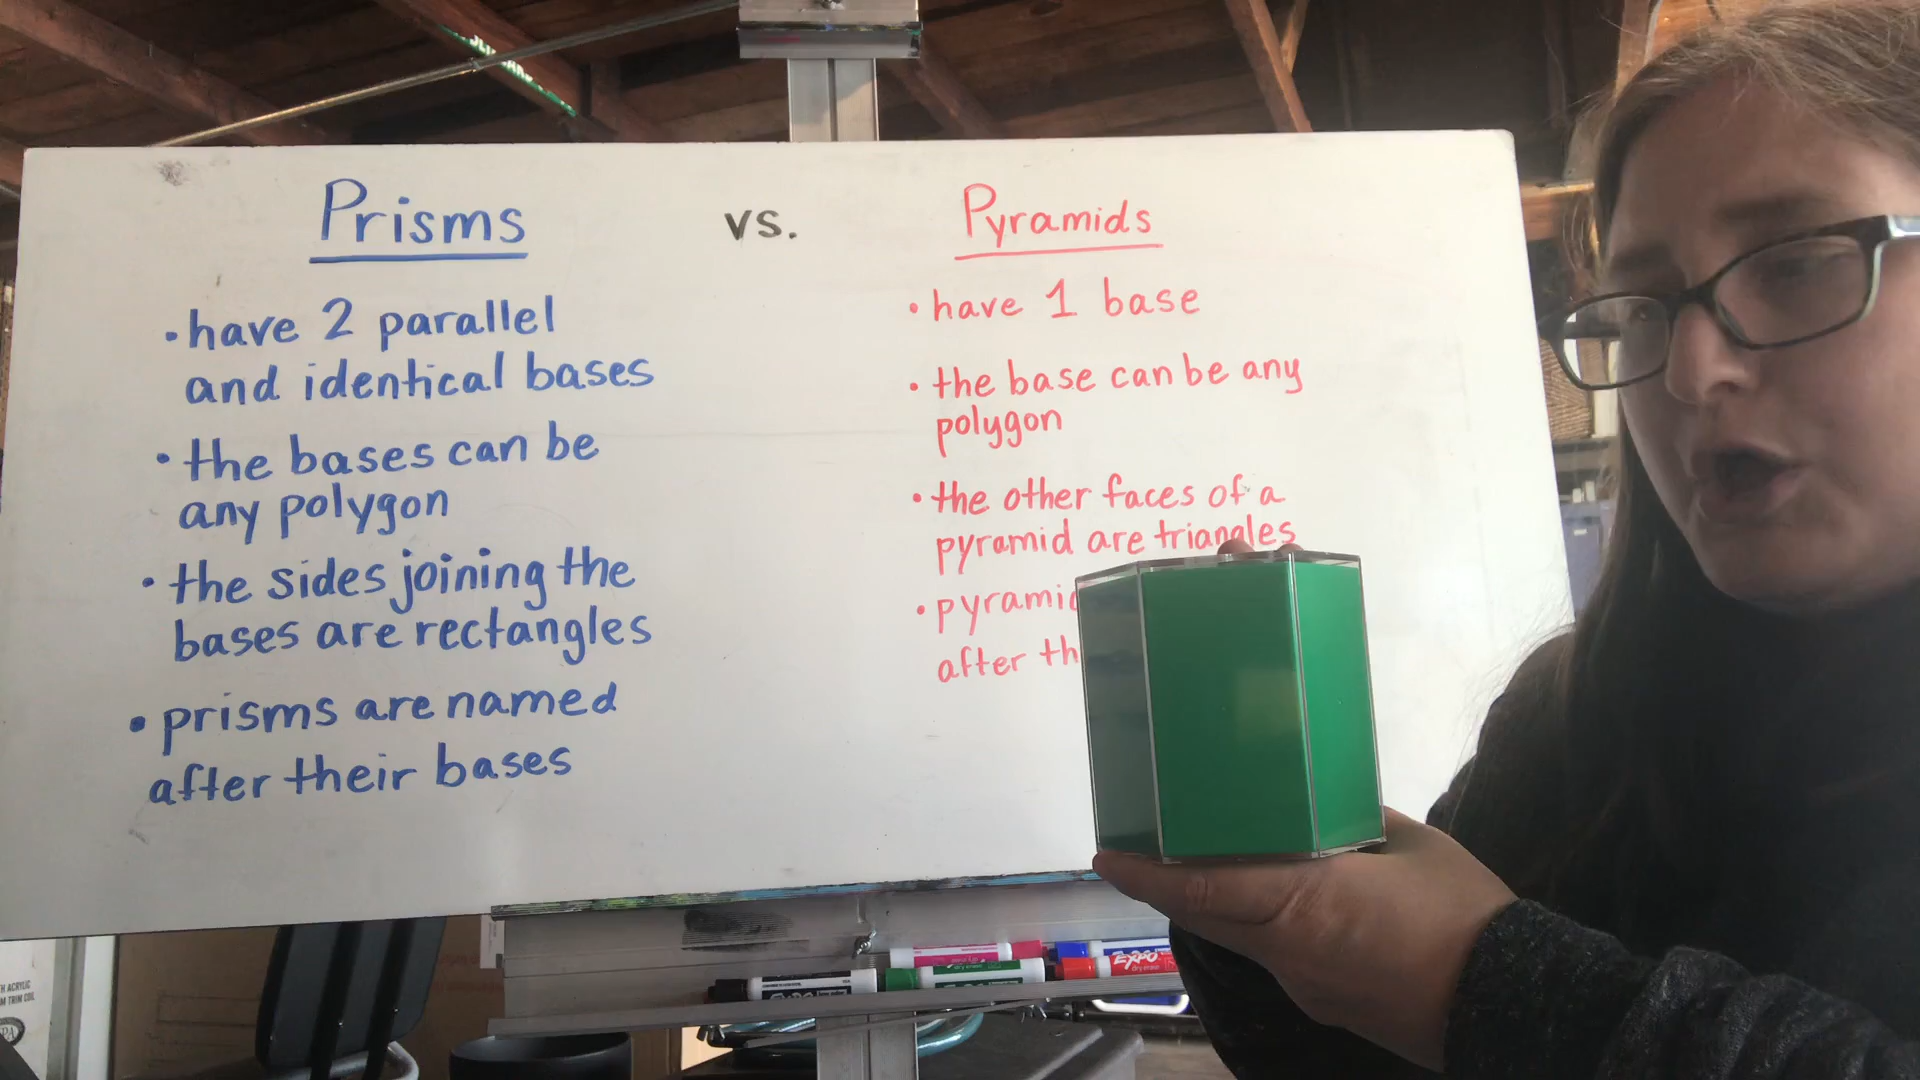 Prisms vs. Pyramids
• have 2 parallel
and identical bases
• the bases can be
any polygon
• the sides joining the
bases are rectangles
• prisms are named
after their bases
• have 1 base
• the base can be any
polygon
• the other faces of a
pyramid are triangles
• pyramid
after th
EXPO
EXPO